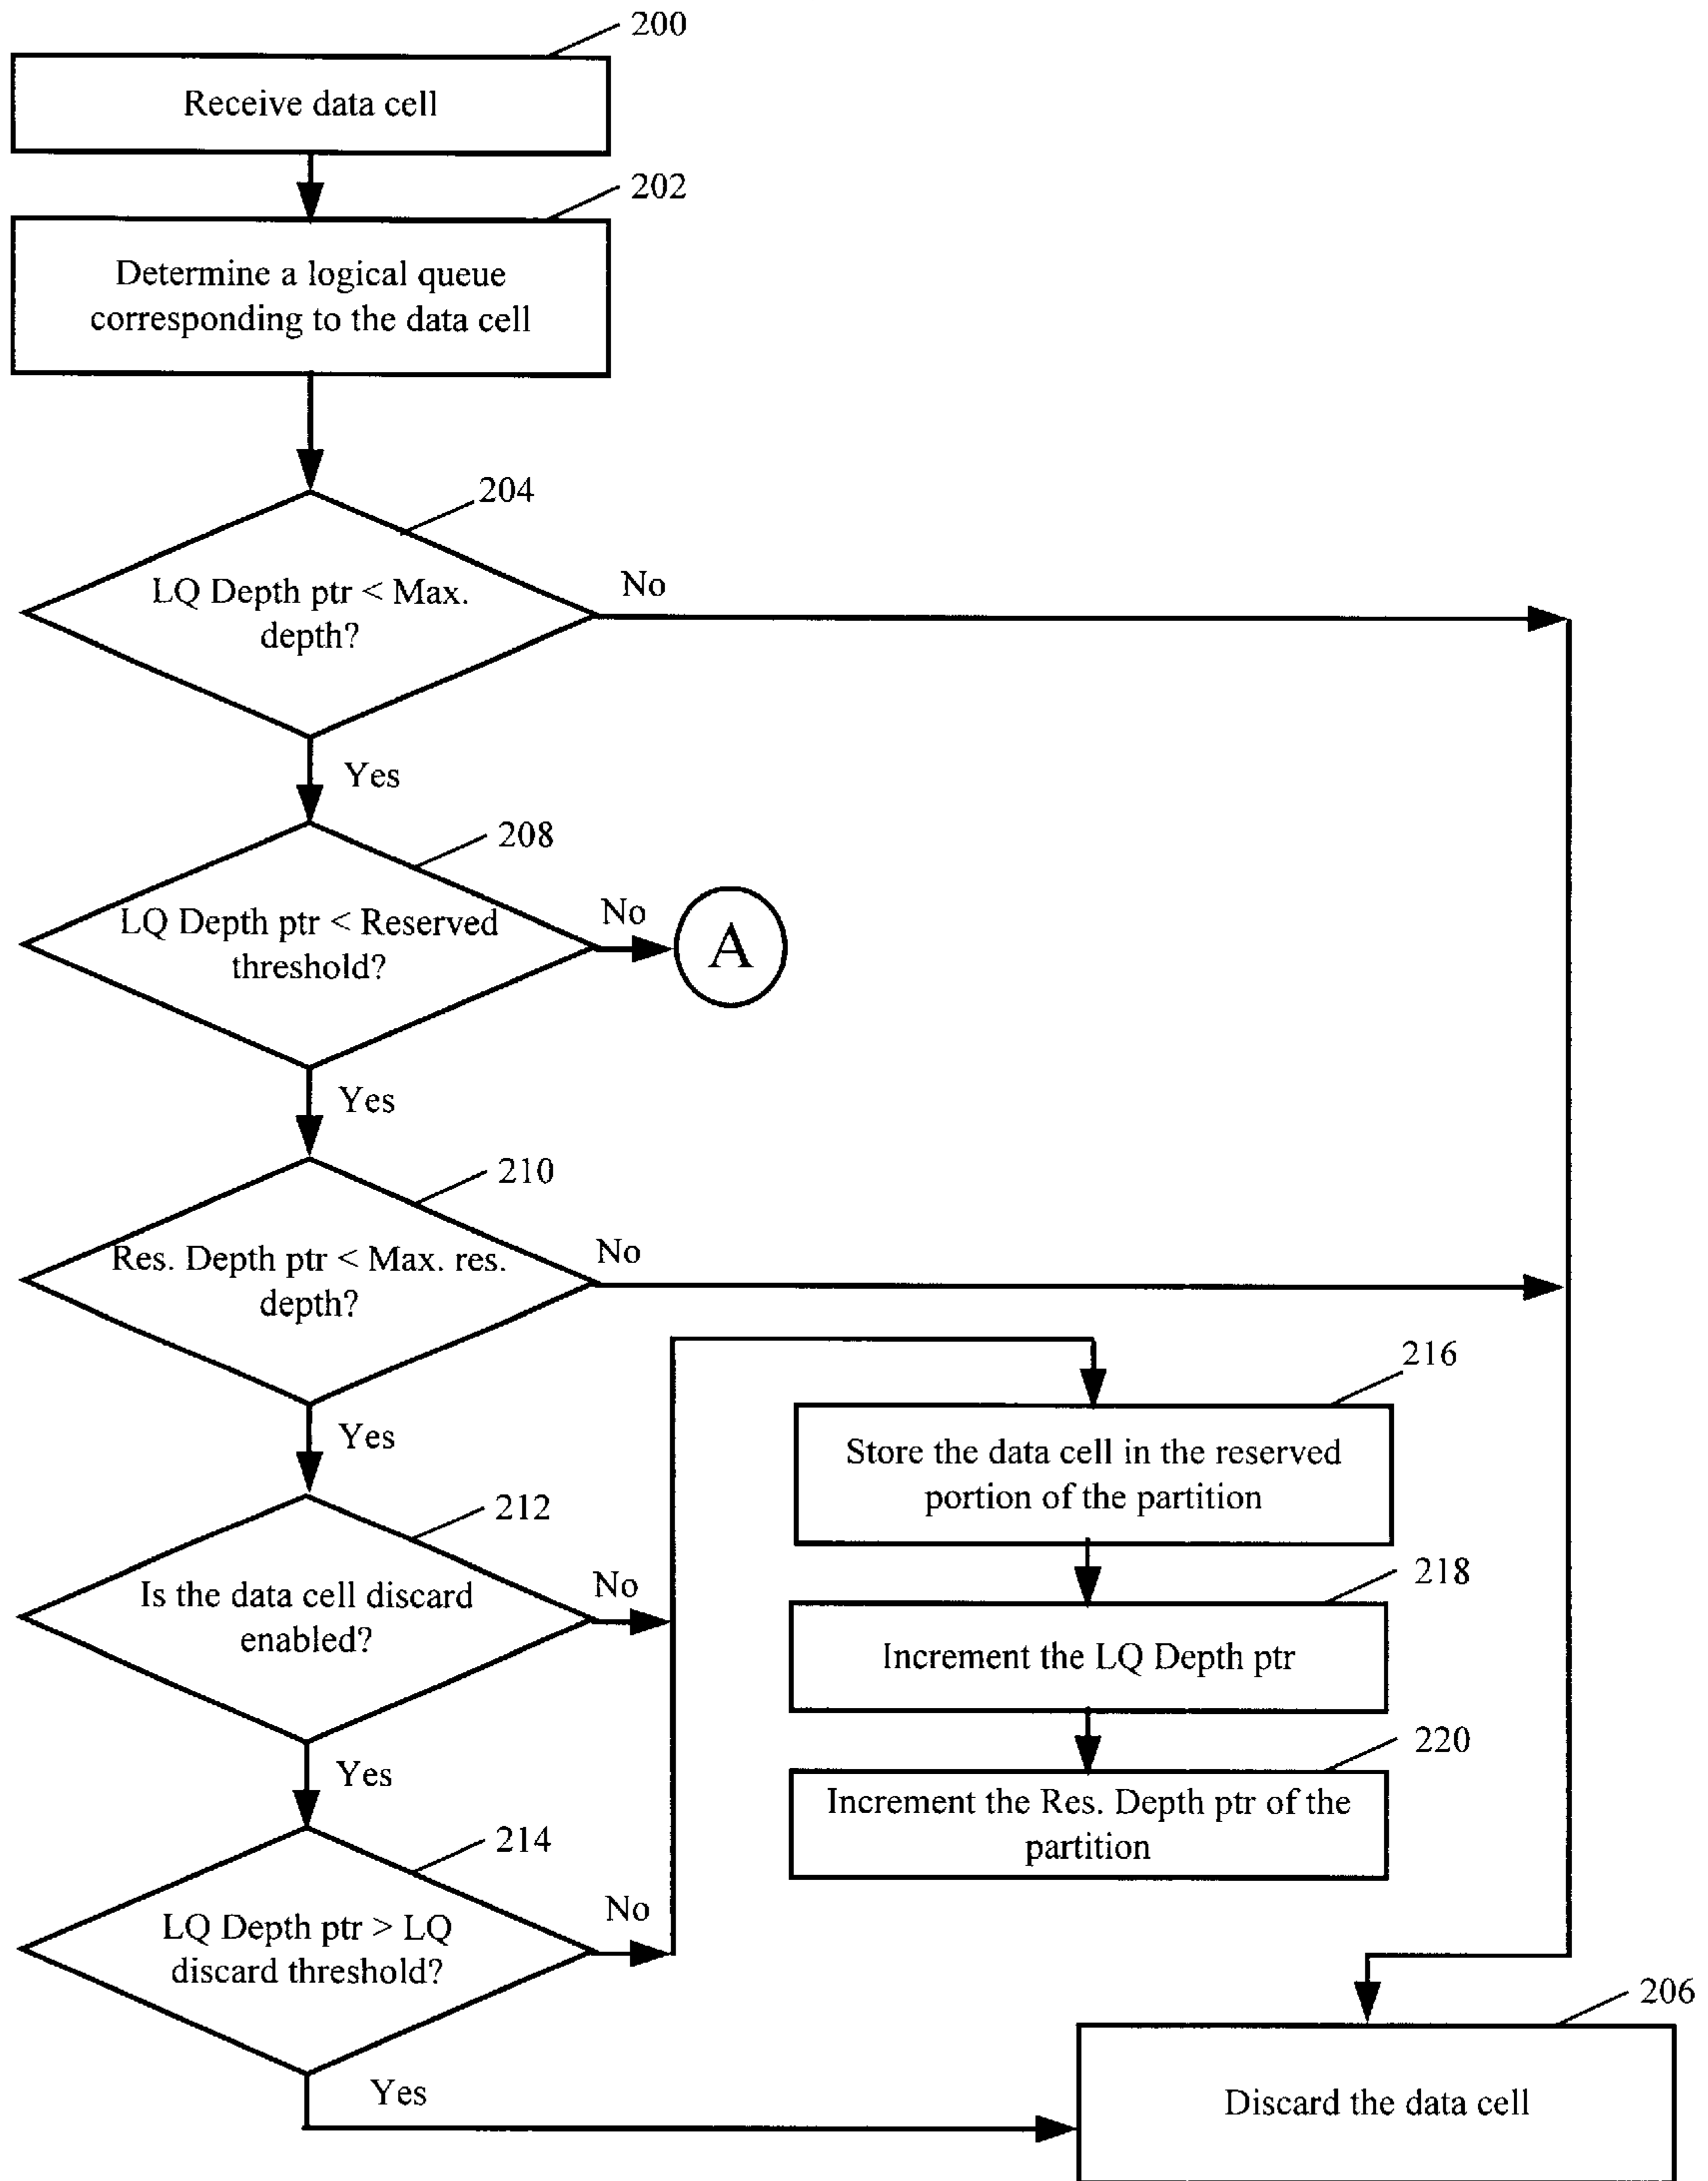 200
Receive data cell
202
Determine a logical queue
corresponding to the data cell
204
LQ Depth ptr < Max.
depth?
No
Yes
208
LQ Depth ptr < Reserved
threshold?
No
A
Yes
210
Res. Depth ptr < Max. res.
depth?
No
Yes
216
Store the data cell in the reserved
portion of the partition
212
Is the data cell discard
enabled?
No
218
Increment the LQ Depth ptr
Yes
220
Increment the Res. Depth ptr of the
partition
214
LQ Depth ptr > LQ
discard threshold?
No
Yes
206
Discard the data cell